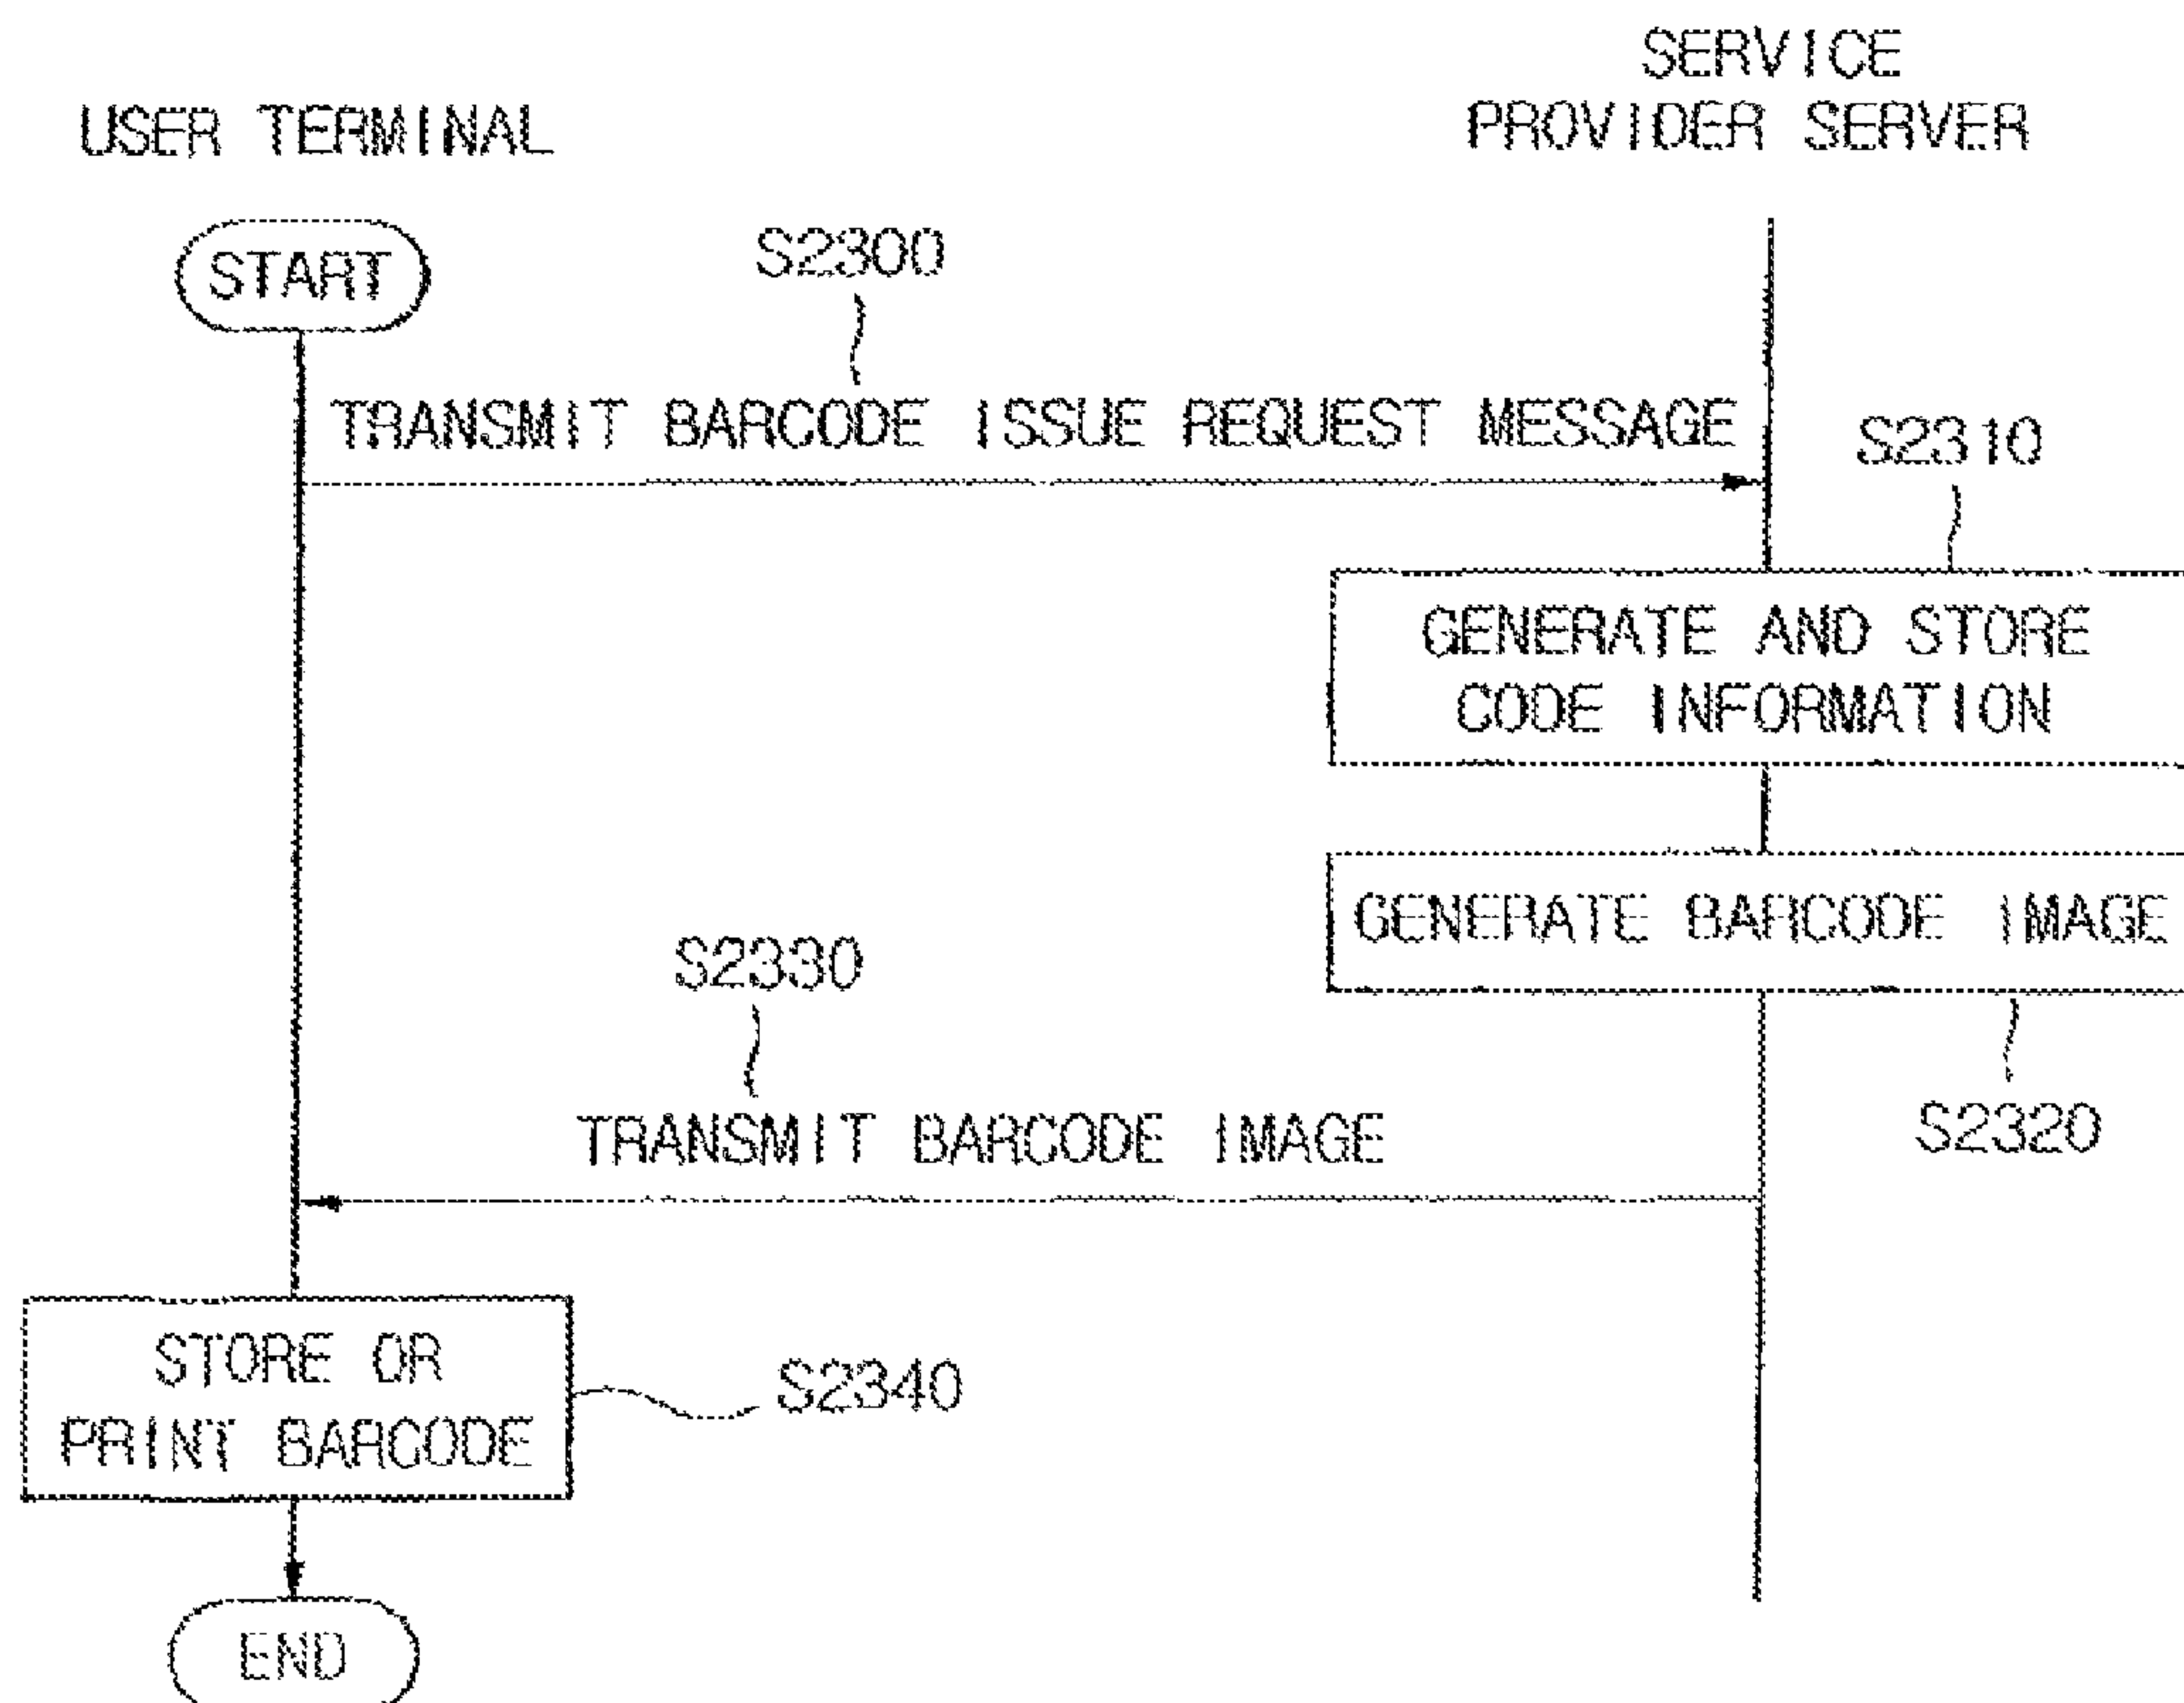 SERVICE
USER TERMINAL
PROVIDER SERVER
START
S2300
TRANSMIT BARCODE ISSUE REQUEST MESSAGE
S2310
GENERATE AND STORE
CODE INFORMATION
GENERATE BARCODE IMAGE
S2330
S2320
TRANSMIT BARCODE IMAGE
STORE OR
PRINT BARCODE
S2340
END